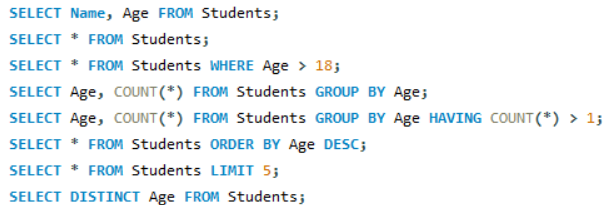 SELECT Name, Age FROM Students;
SELECT * FROM Students;
SELECT * FROM Students WHERE Age > 18;
SELECT Age, COUNT(*) FROM Students GROUP BY Age;
SELECT Age, COUNT(*) FROM Students GROUP BY Age HAVING COUNT(*) > 1;
SELECT * FROM Students ORDER BY Age DESC;
SELECT * FROM Students LIMIT 5;
SELECT DISTINCT Age FROM Students;